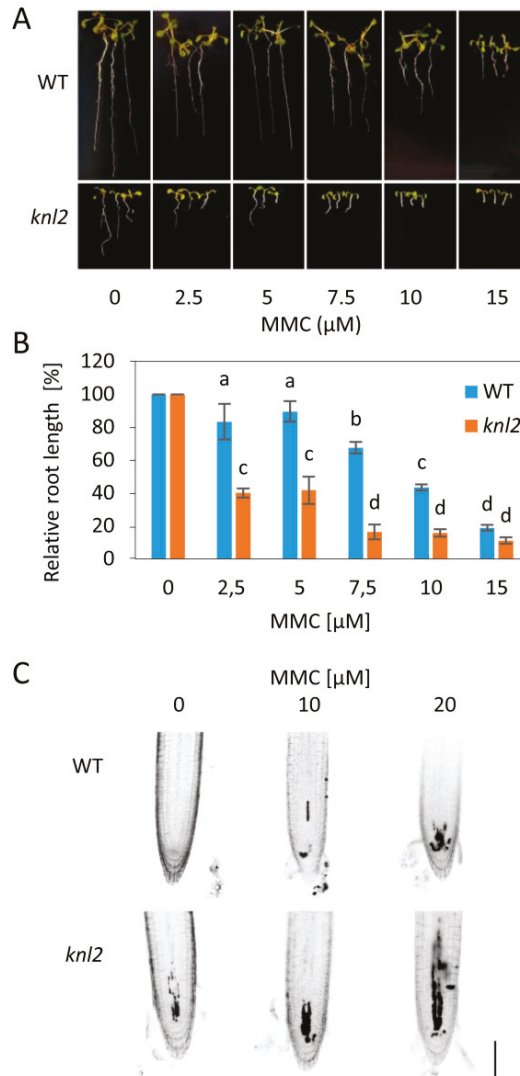 A
WT
knl2
0 2.5 5 7.5 10 15
MMC (µM)
B
120
100
80
60
40
20
0
Relative root length [%]
a a b c d
c c d d d
WT
knl2
0 2,5 5 7,5 10 15
MMC [µM]
C
MMC [µM]
0 10 20
WT
knl2